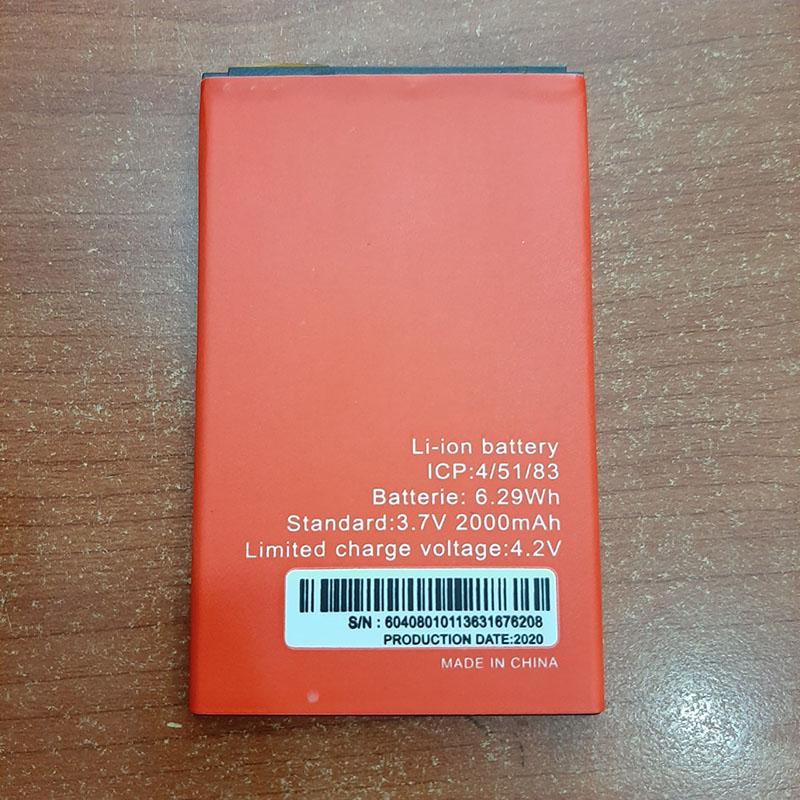 Li-ion battery
ICP:4/51/83
Batterie: 6.29Wh
Standard:3.7V 2000mAh
Limited charge voltage:4.2V
S/N : 60408010113631676208
PRODUCTION DATE:2020
MADE IN CHINA